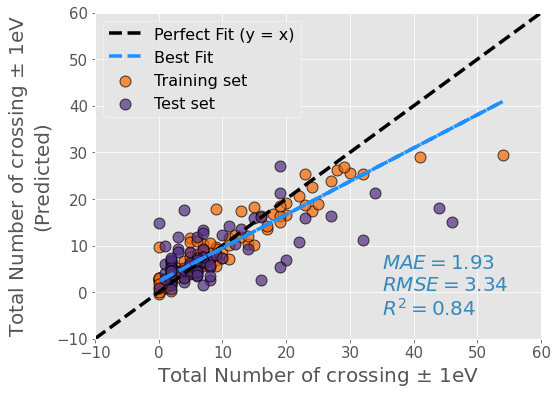 60
50
40
30
20
10
0
−10
−10
0
10
20
30
40
50
60
Total Number of crossing ± 1eV
(Predicted)
Total Number of crossing ± 1eV
Perfect Fit (y = x)
Best Fit
Training set
Test set
MAE = 1.93
RMSE = 3.34
R² = 0.84